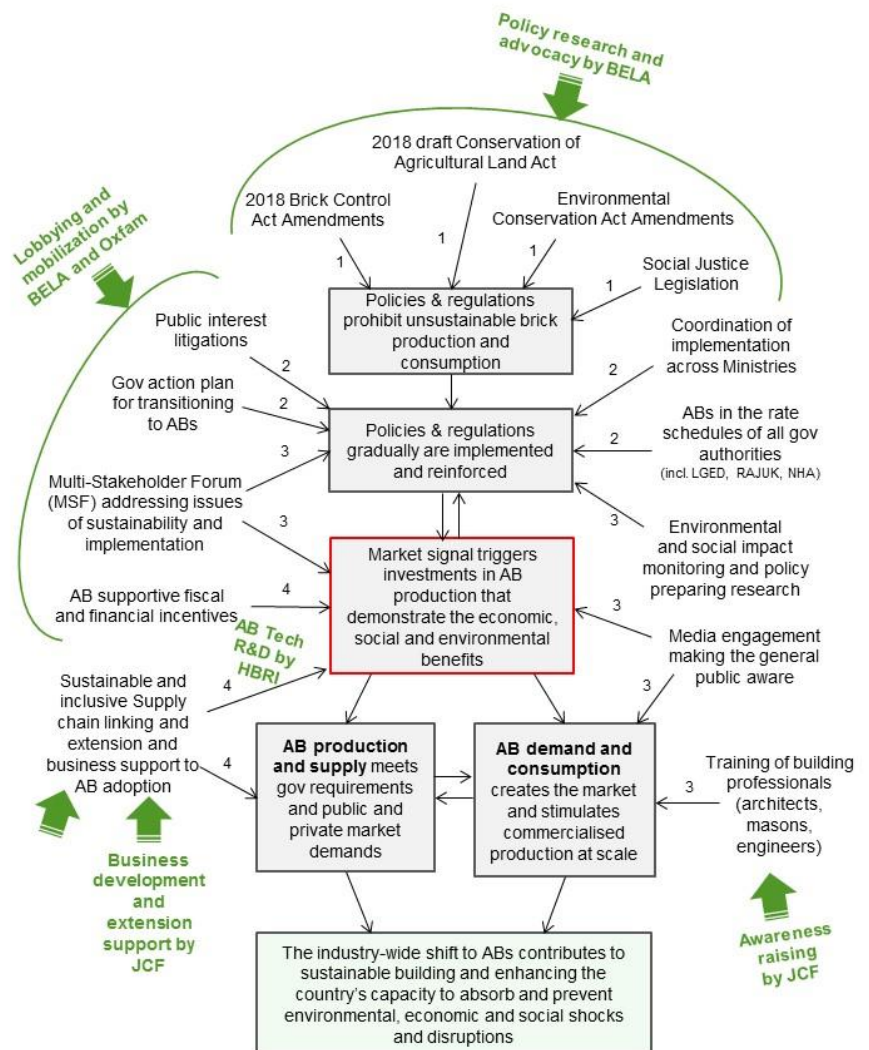 Policy research and
advocacy by BELA
2018 draft Conservation of
Agricultural Land Act
2018 Brick Control
Act Amendments
Environmental
Conservation Act Amendments
Social Justice
Legislation
1
1
1
1
Lobbying and
mobilization by
BELA and Oxfam
Policies & regulations
prohibit unsustainable brick
production and
consumption
Public interest
litigations
2
Gov action plan
for transitioning
to ABs
2
Coordination of
implementation
across Ministries
2
Policies & regulations
gradually are implemented
and reinforced
ABs in the rate
schedules of all gov
authorities
(incl. LGED, RAJUK, NHA)
2
Multi-Stakeholder Forum
(MSF) addressing issues
of sustainability and
implementation
3
3
Environmental
and social impact
monitoring and policy
preparing research
3
Market signal triggers
investments in AB
production that
demonstrate the economic,
social and environmental
benefits
AB supportive fiscal
and financial incentives
4
AB Tech
R&D by
HBRI
Media engagement
making the general
public aware
3
3
Sustainable and
inclusive Supply
chain linking and
extension and
business support to
AB adoption
4
4
AB production
and supply meets
gov requirements
and public and
private market
demands
AB demand and
consumption
creates the market
and stimulates
commercialised
production at scale
Training of building
professionals
(architects,
masons,
engineers)
3
Business
development
and
extension
support by
JCF
Awareness
raising
by JCF
The industry-wide shift to ABs contributes to
sustainable building and enhancing the
country's capacity to absorb and prevent
environmental, economic and social shocks
and disruptions